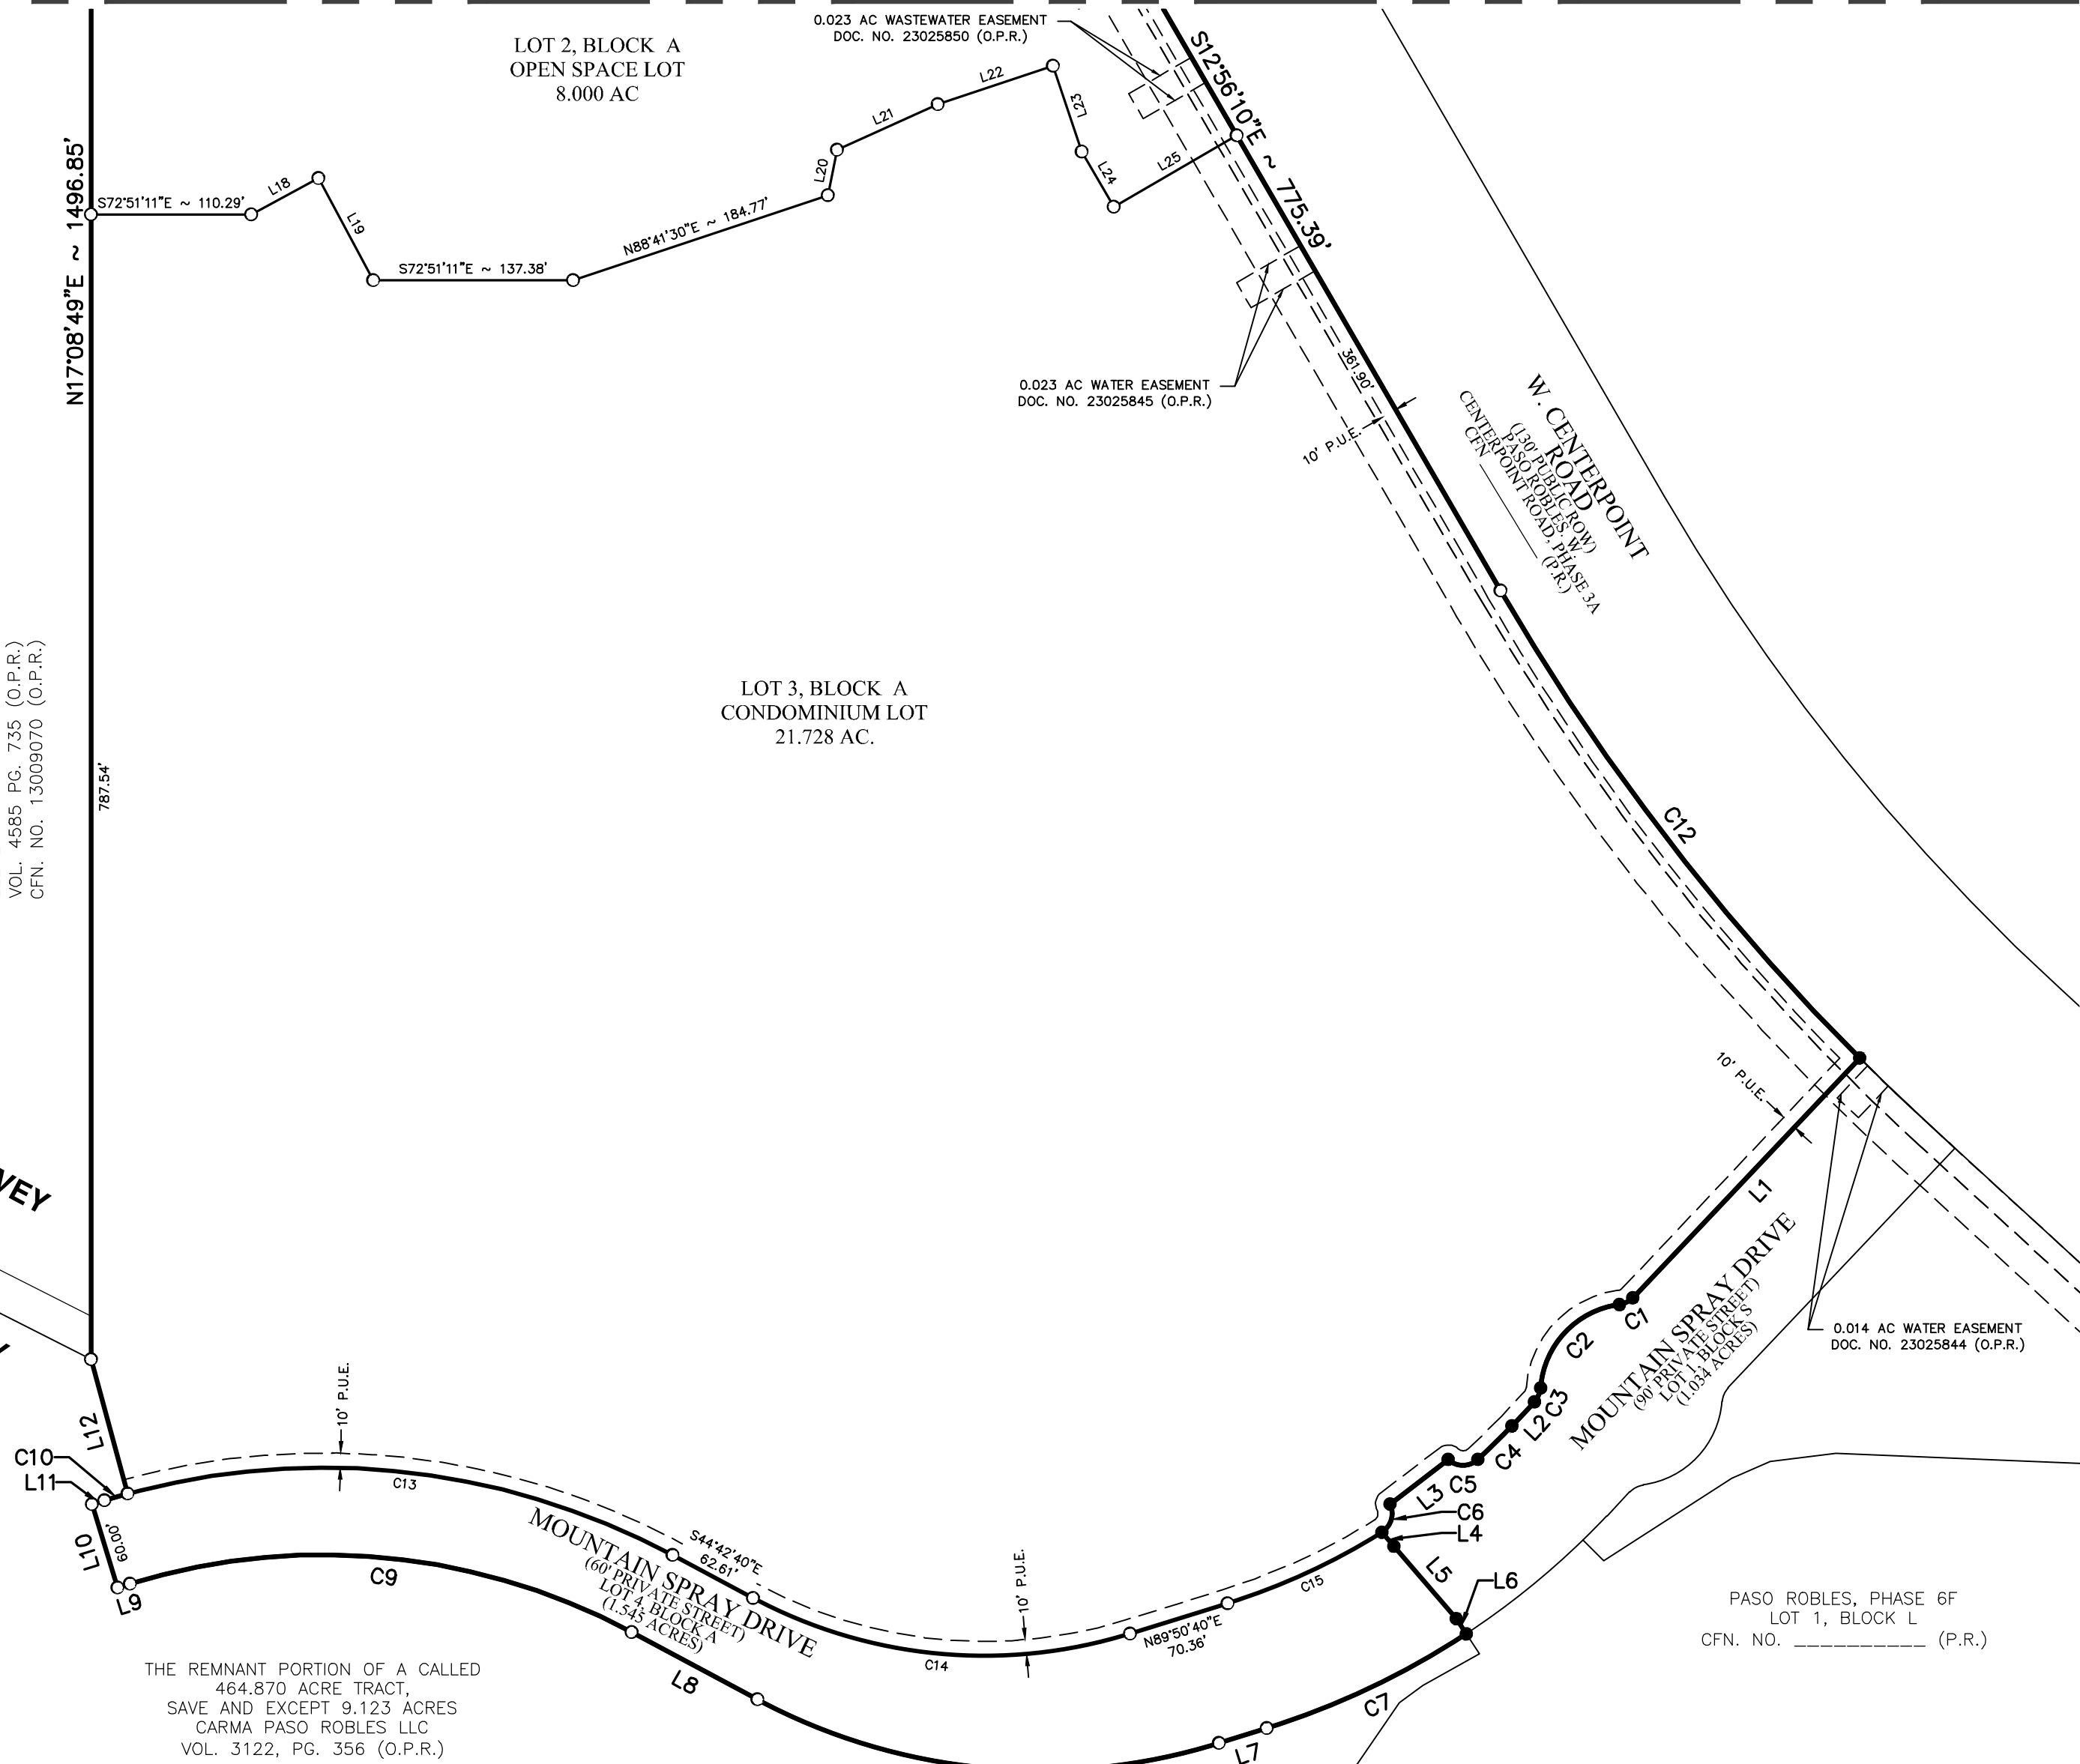 0.023 AC WASTEWATER EASEMENT
DOC. NO. 23025850 (O.P.R.)
LOT 2, BLOCK A
OPEN SPACE LOT
8.000 AC
S12°56'10"E ~ 775.39'
L22
L23
L21
L20
L24
L25
N17°08'49"E ~ 1496.85'
S72°51'11"E ~ 110.29'
L18
L19
N88°41'30"E ~ 184.77'
S72°51'11"E ~ 137.38'
0.023 AC WATER EASEMENT
DOC. NO. 23025845 (O.P.R.)
361.90'
10' P.U.E.
W. CENTERPOINT
ROAD
(130' PUBLIC ROW)
PASO ROBLES, W.
CENTERPOINT ROAD, PHASE 3A
CFN ____________ (P.R.)
VOL. 4585 PG. 735 (O.P.R.)
CFN. NO. 13009070 (O.P.R.)
LOT 3, BLOCK A
CONDOMINIUM LOT
21.728 AC.
787.54'
C12
10' P.U.E.
L1
VEY
MOUNTAIN SPRAY DRIVE
(90' PRIVATE STREET)
LOT 1, BLOCK S
(1.034 ACRES)
0.014 AC WATER EASEMENT
DOC. NO. 23025844 (O.P.R.)
C1
C2
C3
L2
C4
C5
L3
C6
L4
L5
L6
L12
C10
L11
L10
60.00'
L9
10' P.U.E.
C13
C9
S44°42'40"E
62.61'
MOUNTAIN SPRAY DRIVE
(60' PRIVATE STREET)
LOT 4, BLOCK A
(1.545 ACRES)
10' P.U.E.
C14
N89°50'40"E
70.36'
C15
L8
C7
L7
PASO ROBLES, PHASE 6F
LOT 1, BLOCK L
CFN. NO. ___________ (P.R.)
THE REMNANT PORTION OF A CALLED
464.870 ACRE TRACT,
SAVE AND EXCEPT 9.123 ACRES
CARMA PASO ROBLES LLC
VOL. 3122, PG. 356 (O.P.R.)